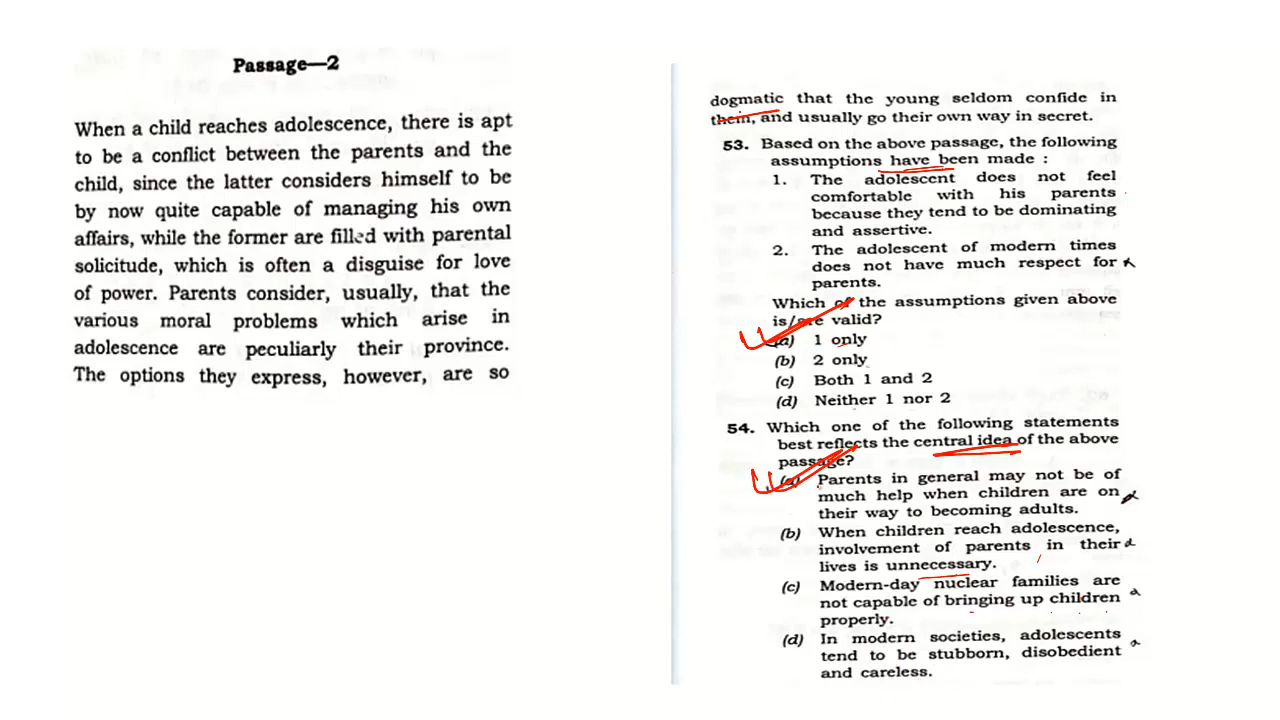 Passage—2
When a child reaches adolescence, there is apt
to be a conflict between the parents and the
child, since the latter considers himself to be
by now quite capable of managing his own
affairs, while the former are filled with parental
solicitude, which is often a disguise for love
of power. Parents consider, usually, that the
various moral problems which arise in
adolescence are peculiarly their province.
The options they express, however, are so
dogmatic that the young seldom confide in
them, and usually go their own way in secret.
53. Based on the above passage, the following
assumptions have been made :
1. The adolescent does not feel
comfortable with his parents
because they tend to be dominating
and assertive.
2. The adolescent of modern times
does not have much respect for
parents.
Which of the assumptions given above
is/are valid?
(a) 1 only
(b) 2 only
(c) Both 1 and 2
(d) Neither 1 nor 2
54. Which one of the following statements
best reflects the central idea of the above
passage?
(a) Parents in general may not be of
much help when children are on
their way to becoming adults.
(b) When children reach adolescence,
involvement of parents in their
lives is unnecessary.
(c) Modern-day nuclear families are
not capable of bringing up children
properly.
(d) In modern societies, adolescents
tend to be stubborn, disobedient
and careless.